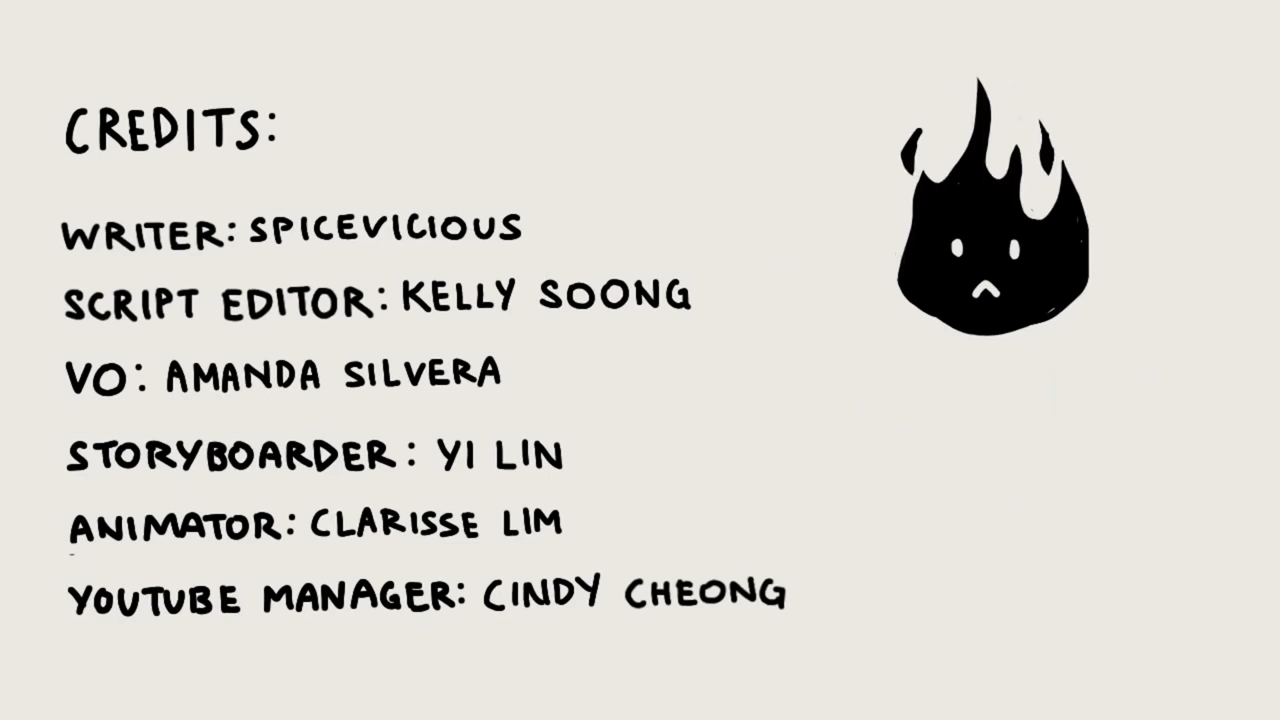 CREDITS:
WRITER: SPICEVICIOUS
SCRIPT EDITOR: KELLY SOONG
VO: AMANDA SILVERA
STORYBOARDER: YI LIN
ANIMATOR: CLARISSE LIM
YOUTUBE MANAGER: CINDY CHEONG